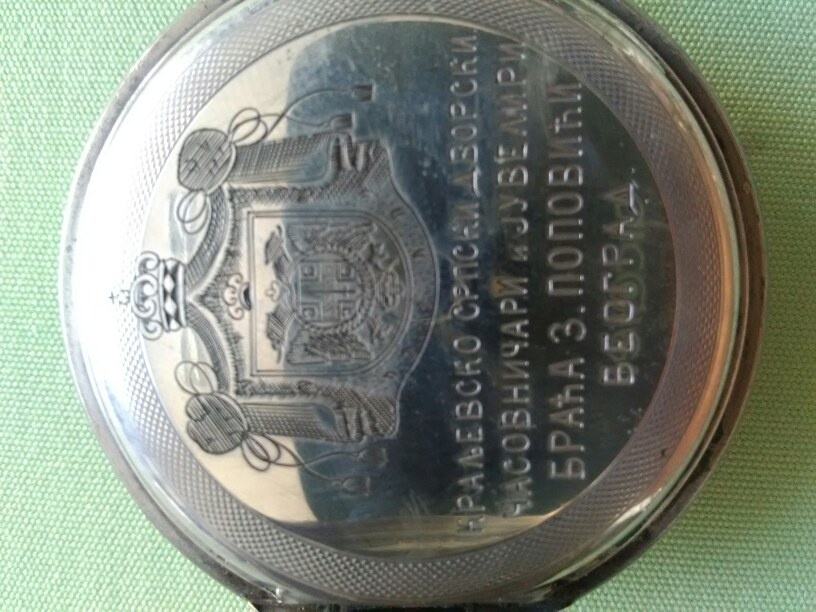 КРАЉЕВСКО СРПСКИ ДВОРСКИ
ЧАСОВНИЧАРИ и ЈУВЕЛИРИ
БРАЋА З. ПОПОВИЋИ
БЕОГРАД